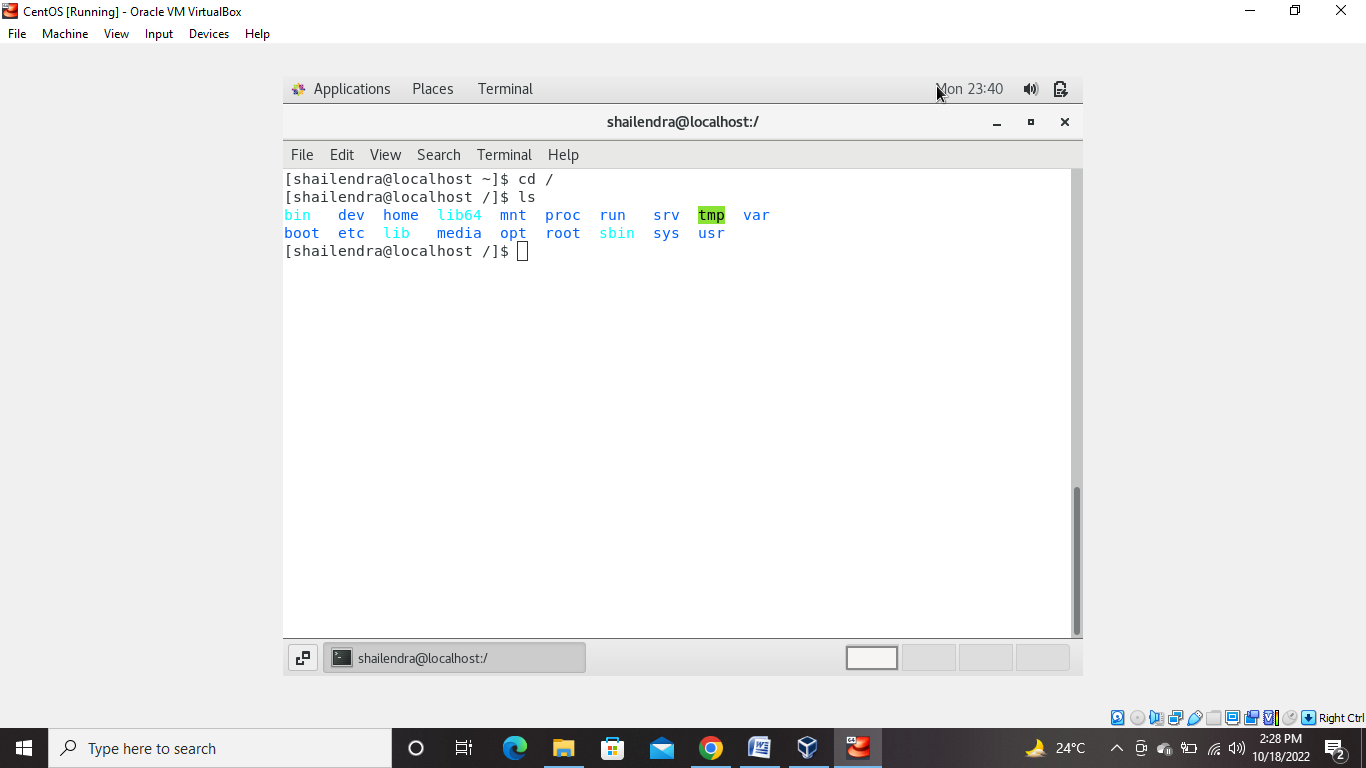 CentOS [Running] - Oracle VM VirtualBox
File Machine View Input Devices Help
Applications Places Terminal Mon 23:40
shailendra@localhost:/
File Edit View Search Terminal Help
[shailendra@localhost ~]$ cd /
[shailendra@localhost /]$ ls
bin dev home lib64 mnt proc run srv tmp var
boot etc lib media opt root sbin sys usr
[shailendra@localhost /]$
shailendra@localhost:/
Right Ctrl
Type here to search
24°C
2:28 PM
10/18/2022
2